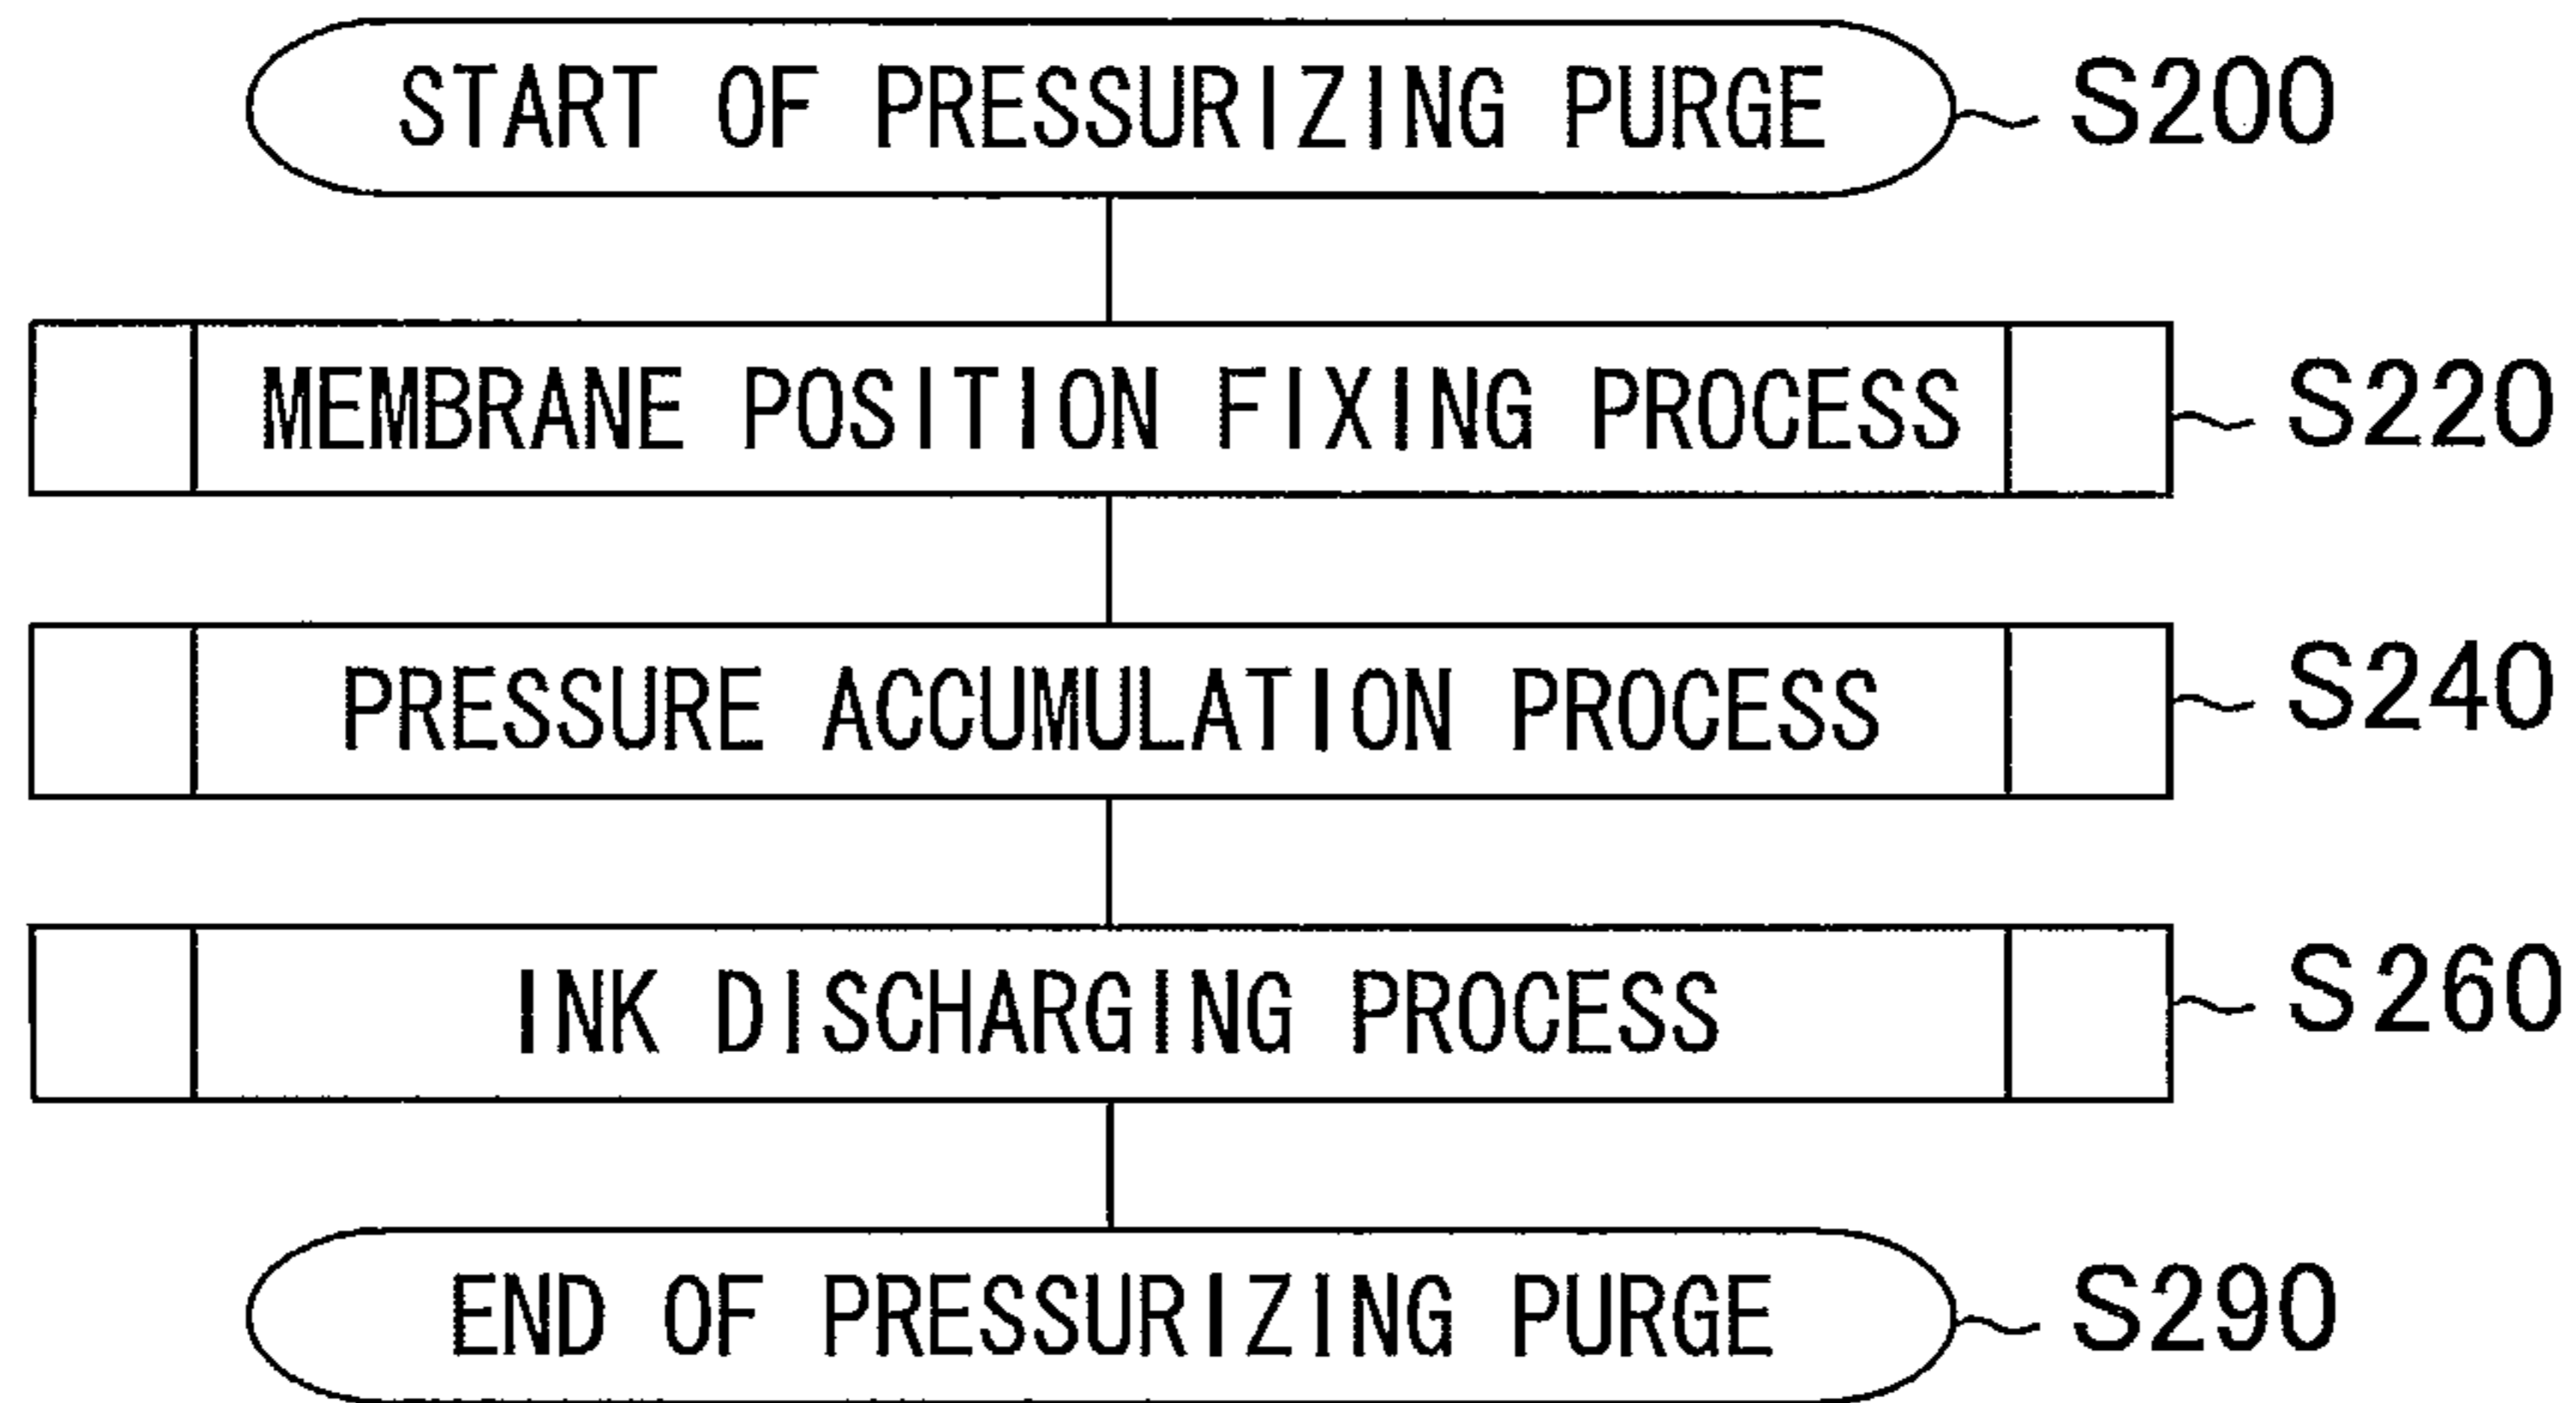 START OF PRESSURIZING PURGE S200
MEMBRANE POSITION FIXING PROCESS S220
PRESSURE ACCUMULATION PROCESS S240
INK DISCHARGING PROCESS S260
END OF PRESSURIZING PURGE S290